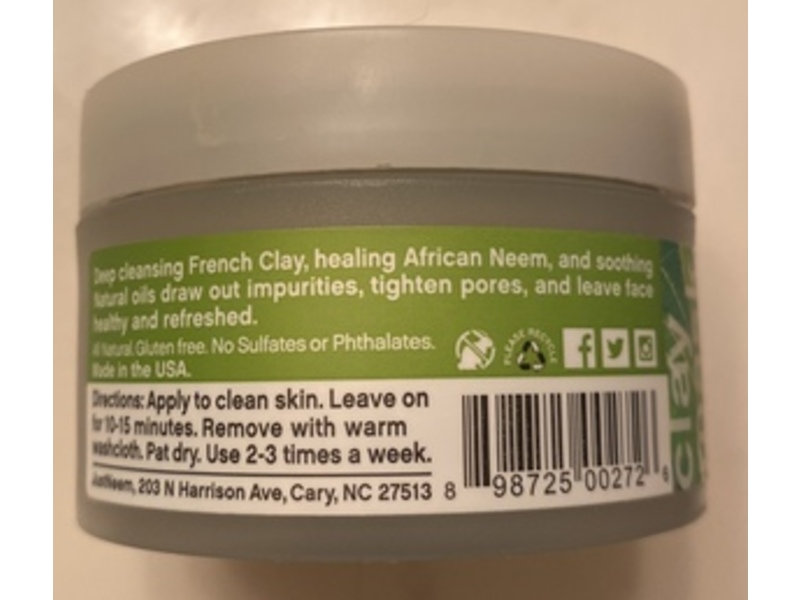 Deep cleansing French Clay, healing African Neem, and soothing
Natural oils draw out impurities, tighten pores, and leave face
healthy and refreshed.
All Natural. Gluten free. No Sulfates or Phthalates.
Made in the USA.
PLEASE RECYCLE
Directions: Apply to clean skin. Leave on
for 10-15 minutes. Remove with warm
washcloth. Pat dry. Use 2-3 times a week.
JustNeem, 203 N Harrison Ave, Cary, NC 27513
8 98725 00272 6
clay